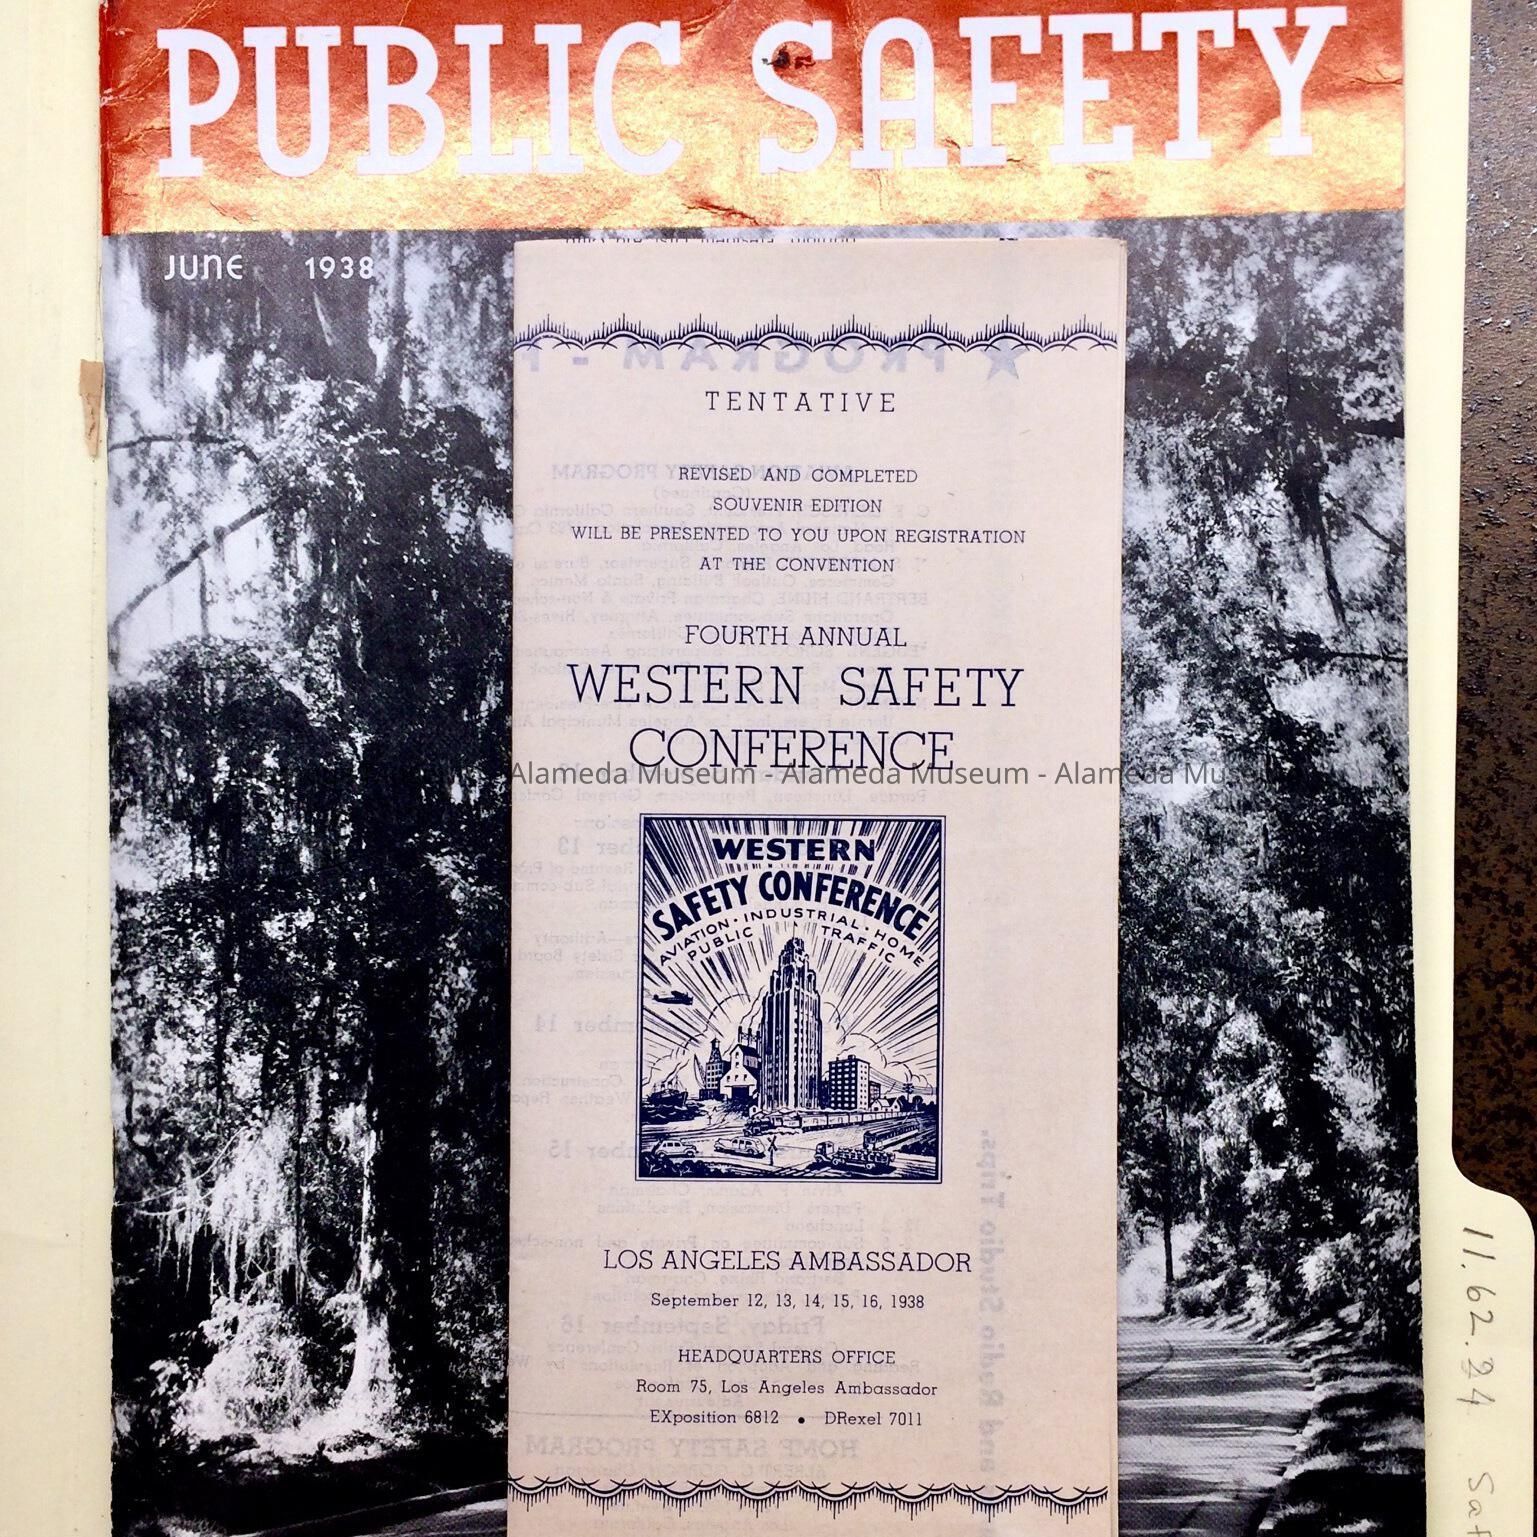 PUBLIC SAFETY
JUNE 1938
TENTATIVE
REVISED AND COMPLETED
SOUVENIR EDITION
WILL BE PRESENTED TO YOU UPON REGISTRATION
AT THE CONVENTION
FOURTH ANNUAL
WESTERN SAFETY
CONFERENCE
Alameda Museum - Alameda Museum - Alameda Museum
WESTERN
SAFETY CONFERENCE
AVIATION · INDUSTRIAL · HOME
PUBLIC TRAFFIC
LOS ANGELES AMBASSADOR
September 12, 13, 14, 15, 16, 1938
HEADQUARTERS OFFICE
Room 75, Los Angeles Ambassador
EXposition 6812 • DRexel 7011
11.62.24